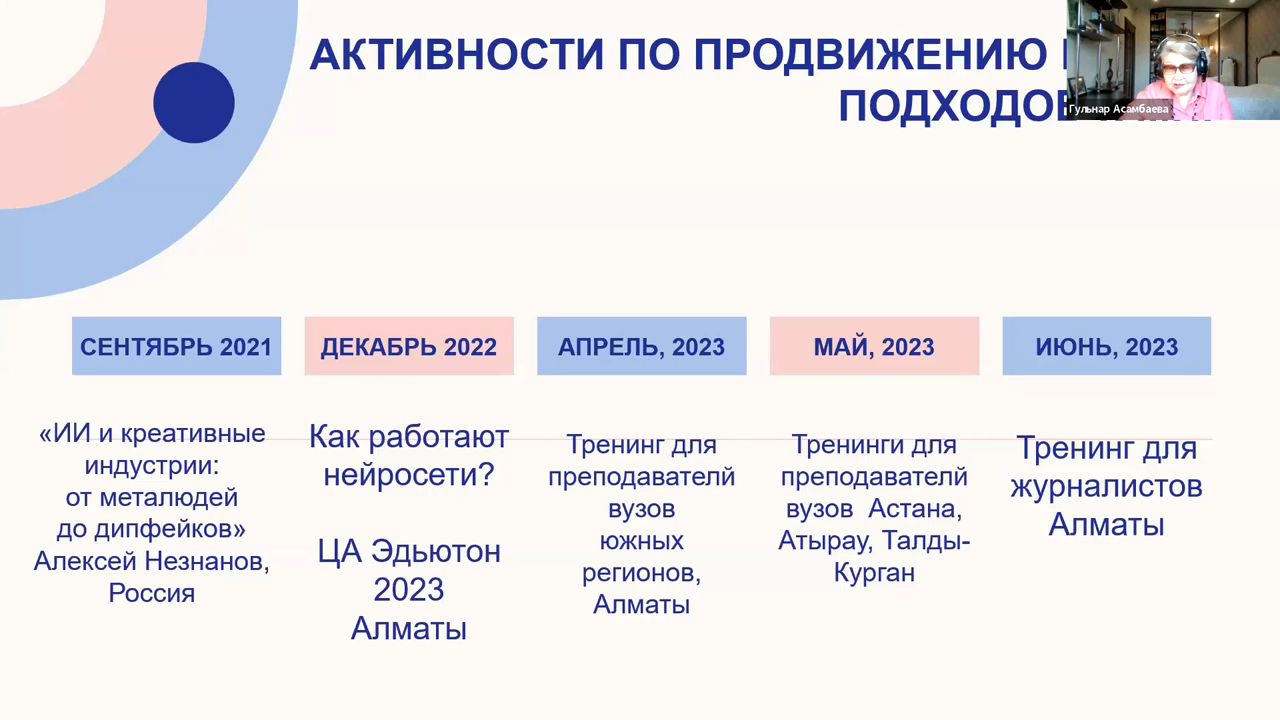 АКТИВНОСТИ ПО ПРОДВИЖЕНИЮ
ПОДХОДОВ
Гульнар Асамбаева
СЕНТЯБРЬ 2021
«ИИ и креативные
индустрии:
от металюдей
до дипфейков»
Алексей Незнанов,
Россия
ДЕКАБРЬ 2022
Как работают
нейросети?
ЦА Эдьютон
2023
Алматы
АПРЕЛЬ, 2023
Тренинг для
преподавателй
вузов
южных
регионов,
Алматы
МАЙ, 2023
Тренинги для
преподавателй
вузов Астана,
Атырау, Талды-
Курган
ИЮНЬ, 2023
Тренинг для
журналистов
Алматы